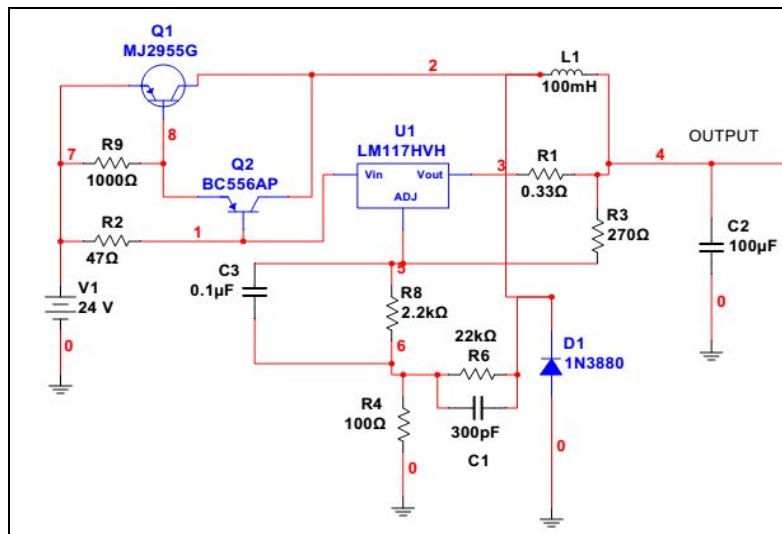 Q1
MJ2955G
2
L1
100mH
8
U1
LM117HVH
OUTPUT
7
R9
1000Ω
Q2
BC556AP
Vin
Vout
ADJ
3
R1
0.33Ω
4
R2
47Ω
1
R3
270Ω
C2
100µF
V1
24 V
C3
0.1µF
5
R8
2.2kΩ
0
6
22kΩ
R6
D1
1N3880
0
R4
100Ω
300pF
C1
0
0